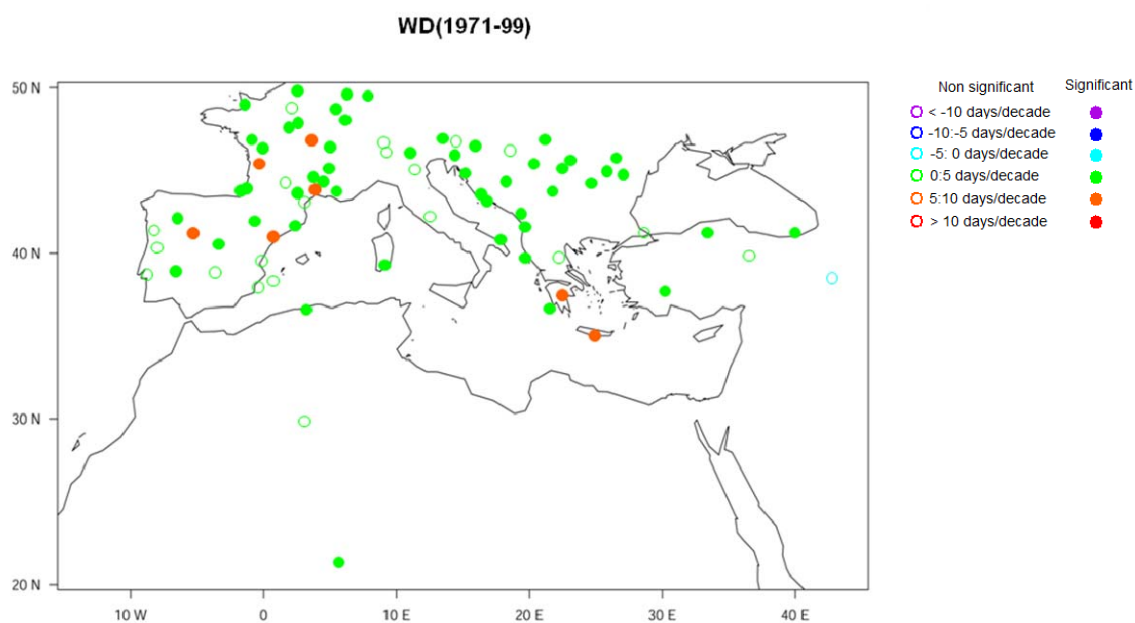 WD(1971-99)
Non significant Significant
< -10 days/decade
-10:-5 days/decade
-5: 0 days/decade
0:5 days/decade
5:10 days/decade
> 10 days/decade
50 N
40 N
30 N
20 N
10 W 0 10 E 20 E 30 E 40 E